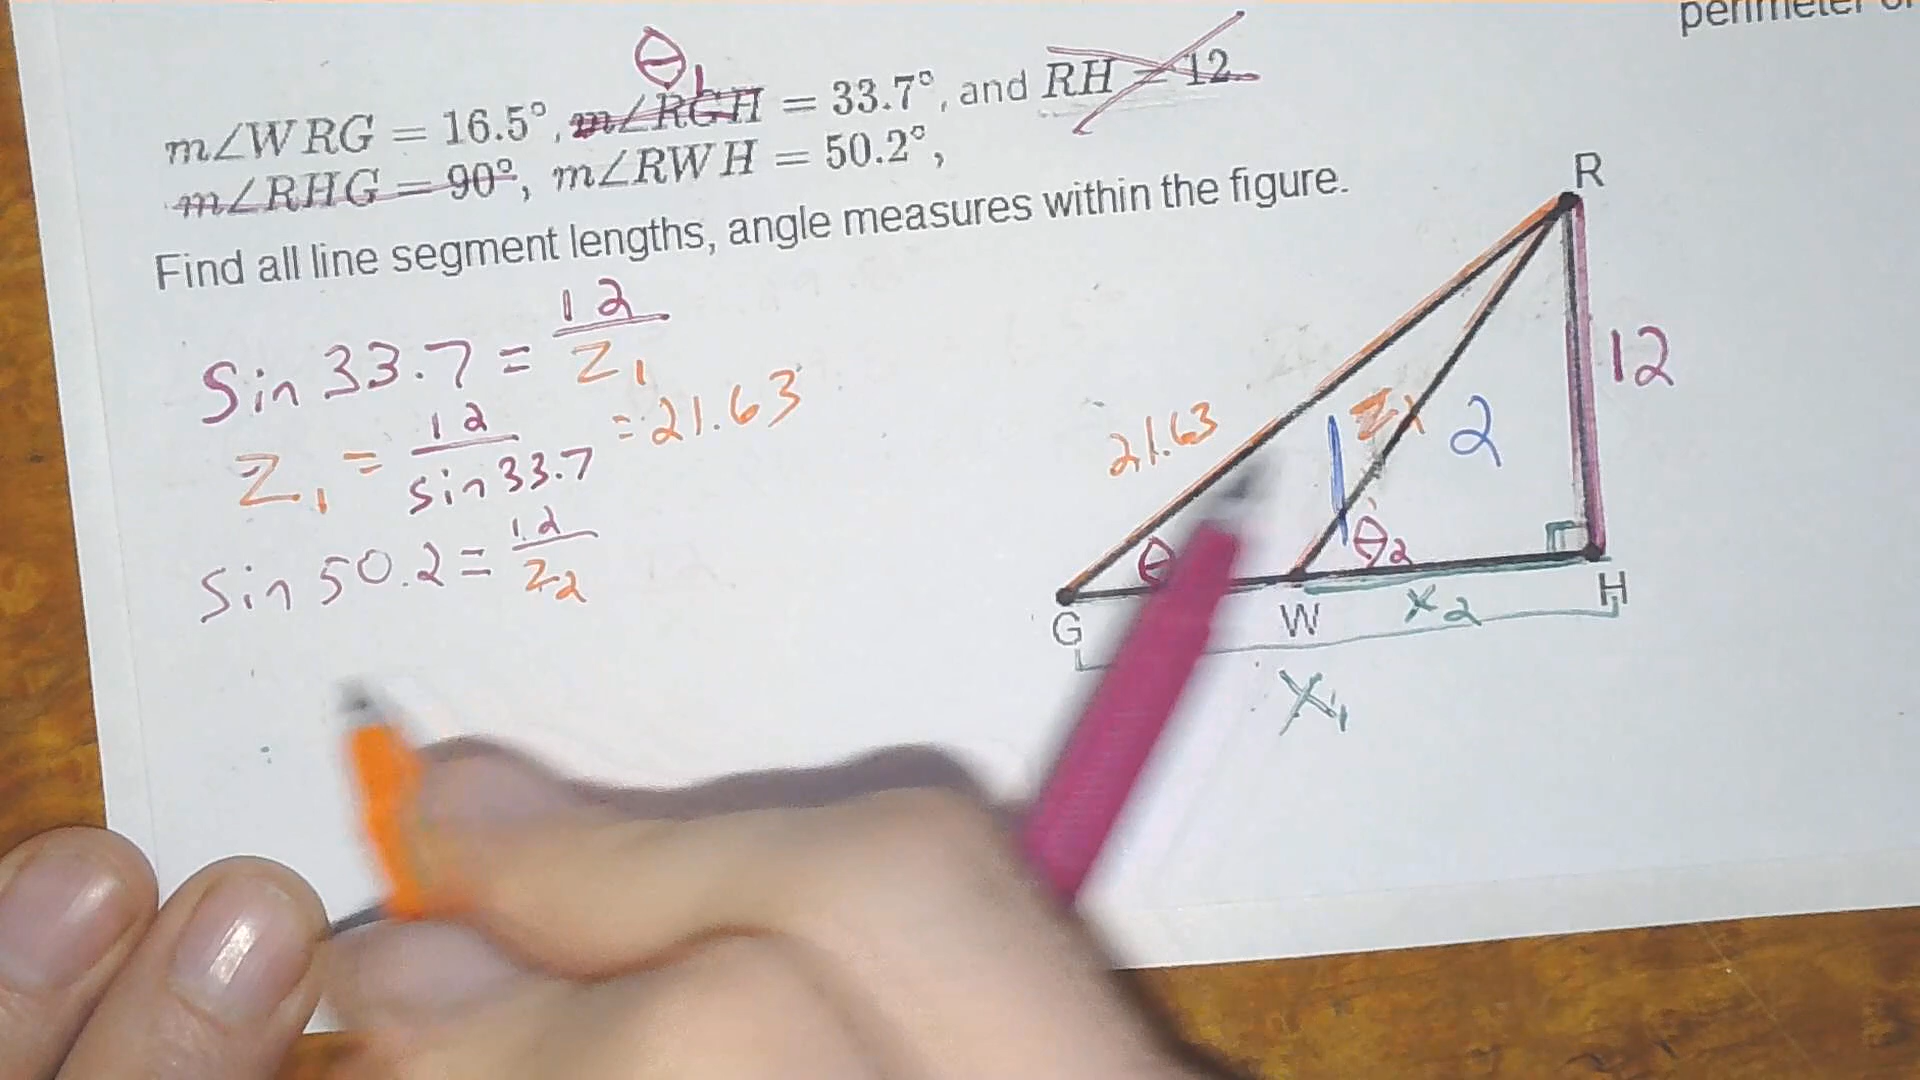 perimeter
θ₁
m∠WRG = 16.5°, m∠RGH = 33.7°, and RH = 12
m∠RHG = 90°, m∠RWH = 50.2°,
Find all line segment lengths, angle measures within the figure.
Sin 33.7 = 12/Z₁
Z₁ = 12/sin 33.7 = 21.63
Sin 50.2 = 12/Z₂
R
12
21.63
Z₁
1
2
θ
θ₂
G
W
H
X₂
X₁